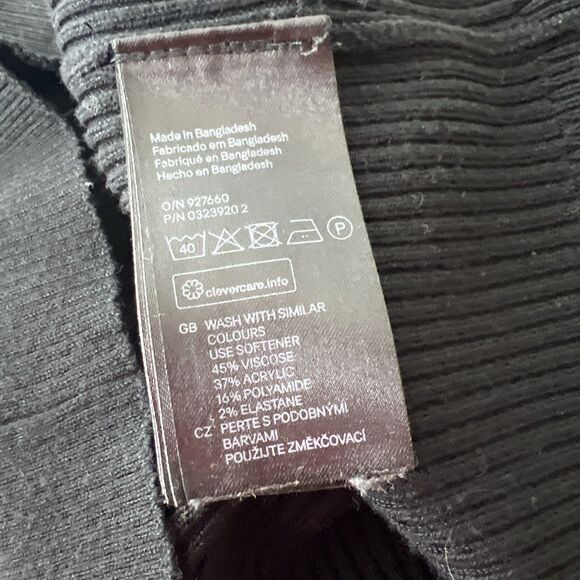 Made in Bangladesh
Fabricado em Bangladesh
Fabriqué en Bangladesh
Hecho en Bangladesh
O/N 927660
P/N 0323920 2
40 P
clevercare.info
GB WASH WITH SIMILAR
COLOURS
USE SOFTENER
45% VISCOSE
37% ACRYLIC
16% POLYAMIDE
2% ELASTANE
CZ PERTE S PODOBNÝMI
BARVAMI
POUŽIJTE ZMĚKČOVACÍ